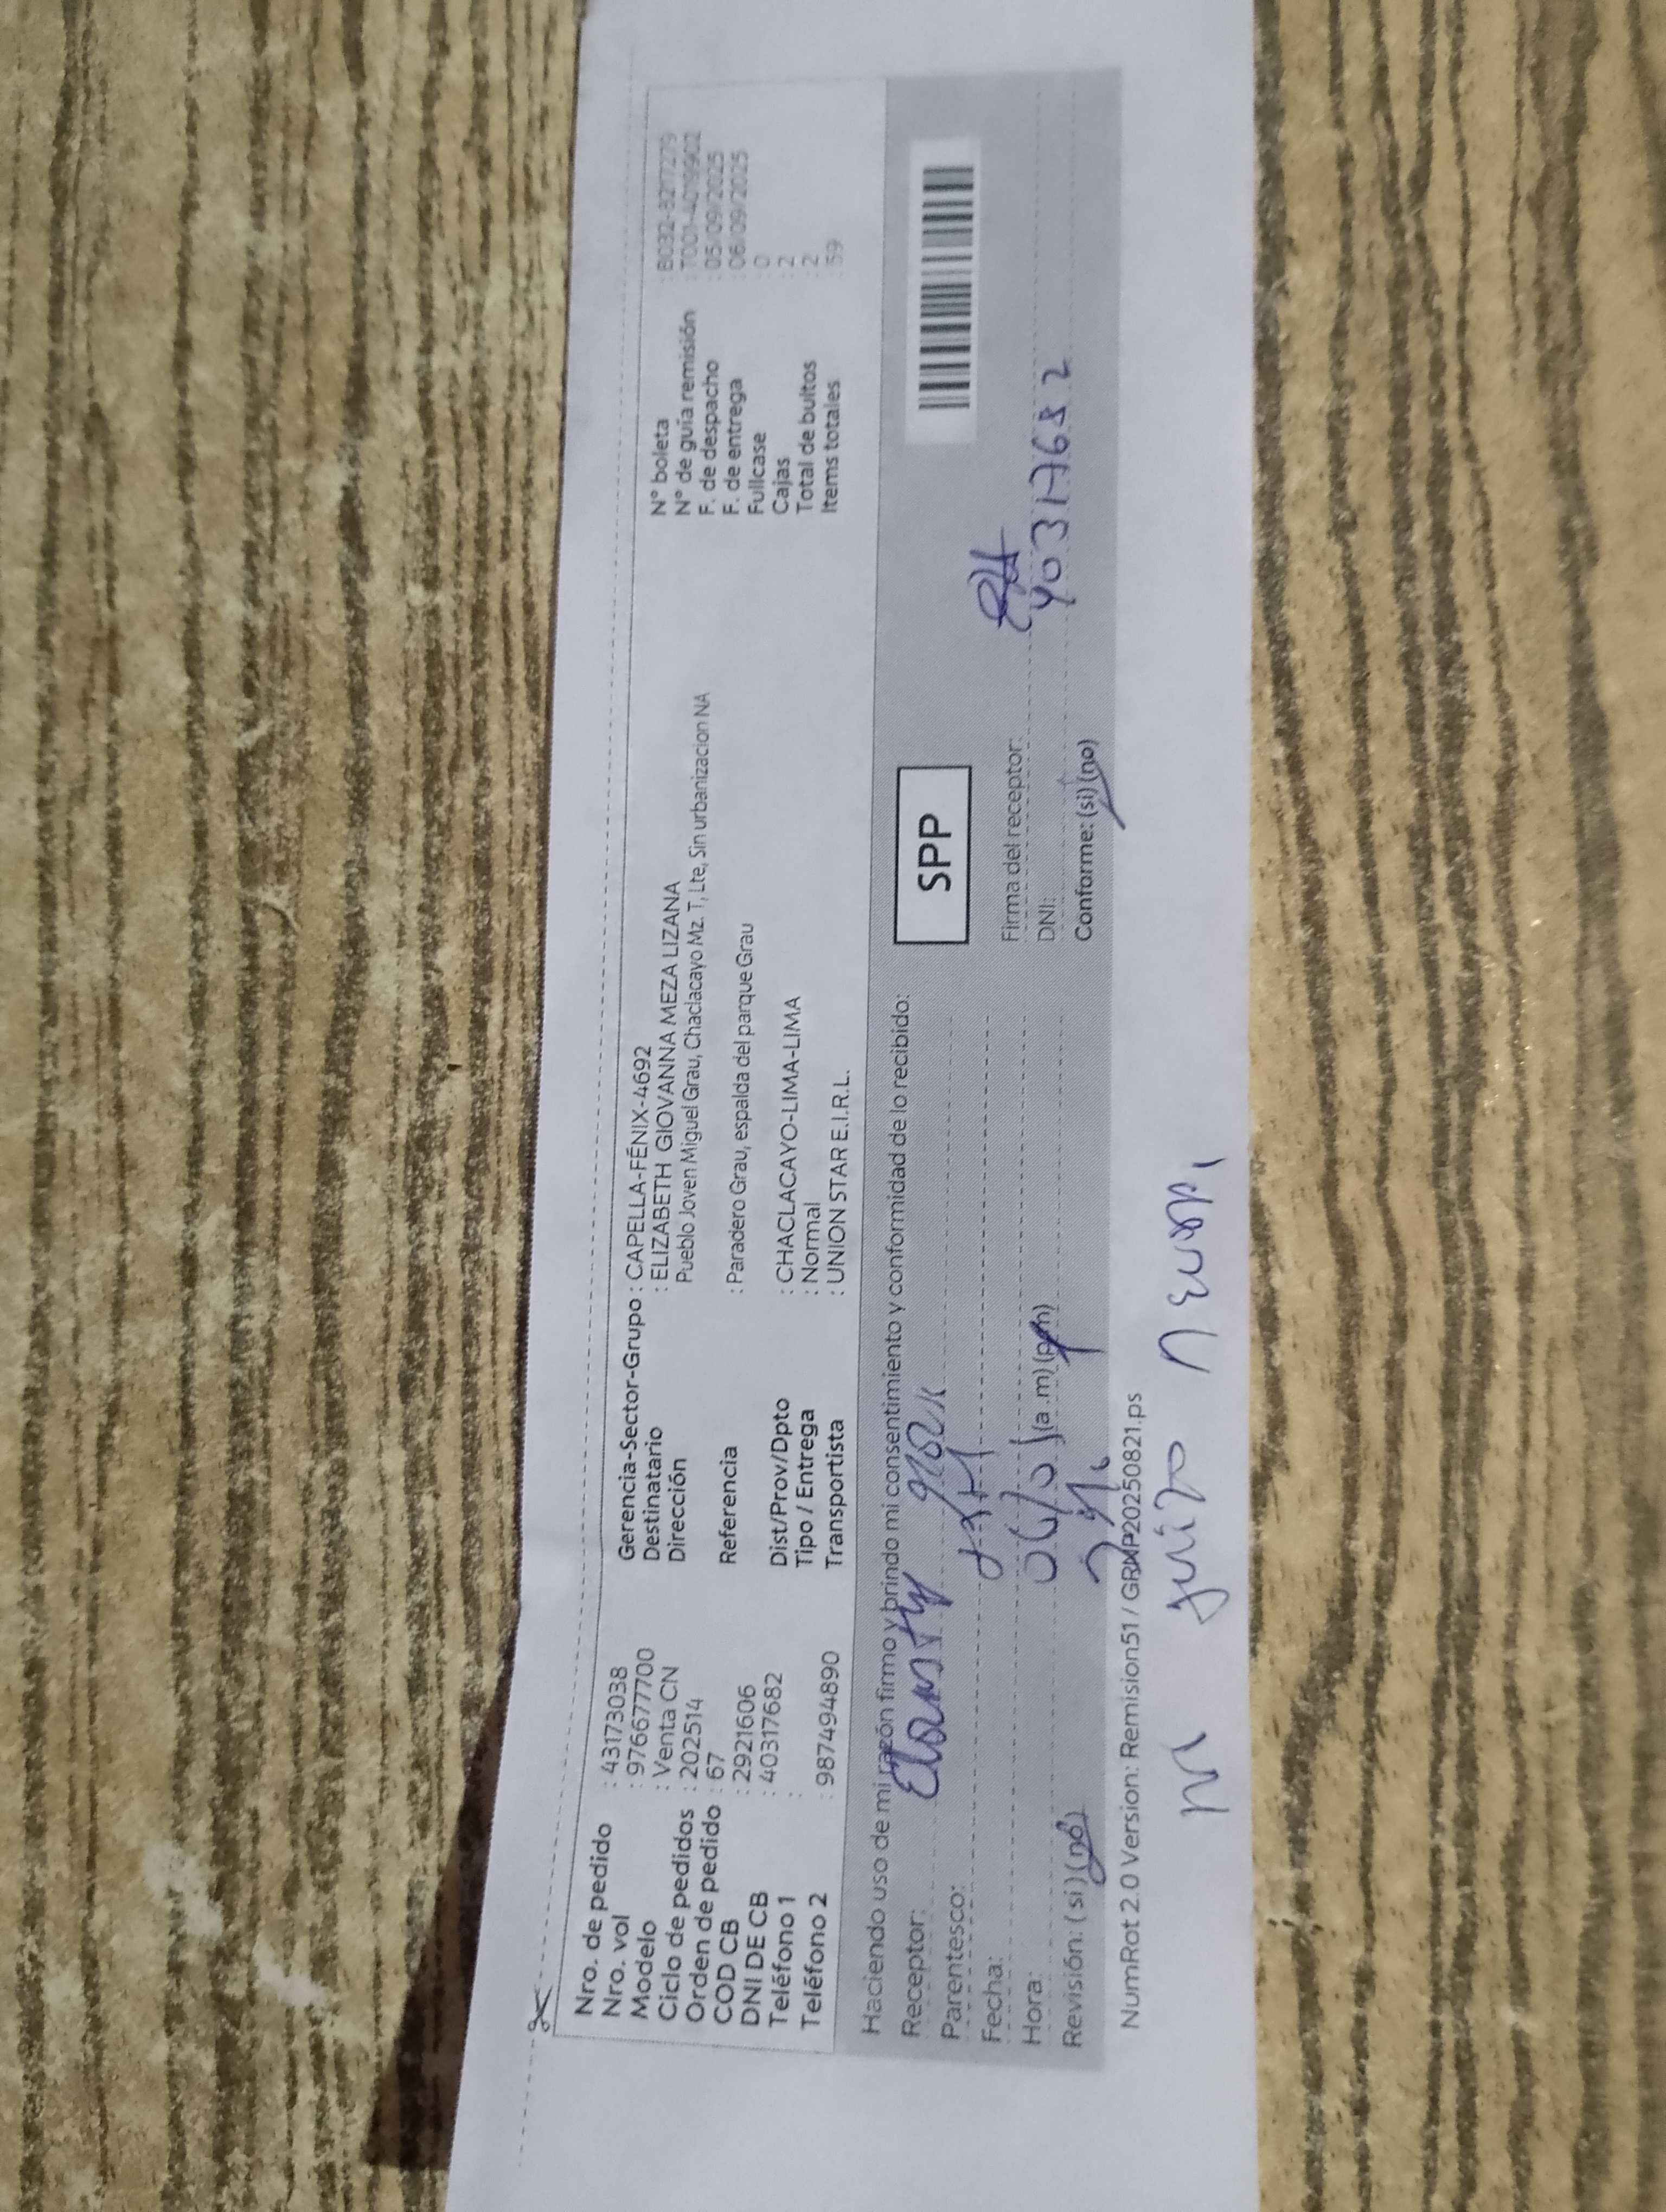 Nro. de pedido : 43173038
Nro. vol : 976677700
Modelo : Venta CN
Ciclo de pedidos : 202514
Orden de pedido : 67
COD CB : 2921606
DNI DE CB : 40317682
Teléfono 1 :
Teléfono 2 : 987494890
Gerencia-Sector-Grupo : CAPELLA-FÉNIX-4692
Destinatario : ELIZABETH GIOVANNA MEZA LIZANA
Dirección Pueblo Joven Miguel Grau, Chaclacayo Mz. T, Lte, Sin urbanizacion NA
Referencia : Paradero Grau, espalda del parque Grau
Dist/Prov/Dpto : CHACLACAYO-LIMA-LIMA
Tipo / Entrega : Normal
Transportista : UNION STAR E.I.R.L.
N° boleta
N° de guía remisión
F. de despacho : 05/09/2025
F. de entrega : 06/09/2025
Fullcase : 0
Cajas : 2
Total de bultos : 2
Items totales : 59
Haciendo uso de mi razón firmo y brindo mi consentimiento y conformidad de lo recibido:
Receptor:
Parentesco:
Fecha:
Hora: (a.m) (pm)
Revisión: ( si ) (no)
SPP
Firma del receptor:
DNI: 40317682
Conforme: (si) (no)
NumRot 2.0 Version: Remision51 /